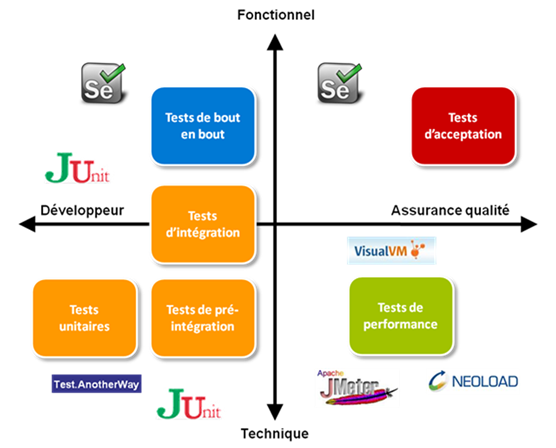 Fonctionnel
Se
Se
Tests de bout
en bout
Tests
d'acceptation
JUnit
Développeur
Tests
d'intégration
Assurance qualité
VisualVM
Tests
unitaires
Tests de pré-
intégration
Tests de
performance
Test.AnotherWay
JUnit
Apache
JMeter
NEOLOAD
Technique